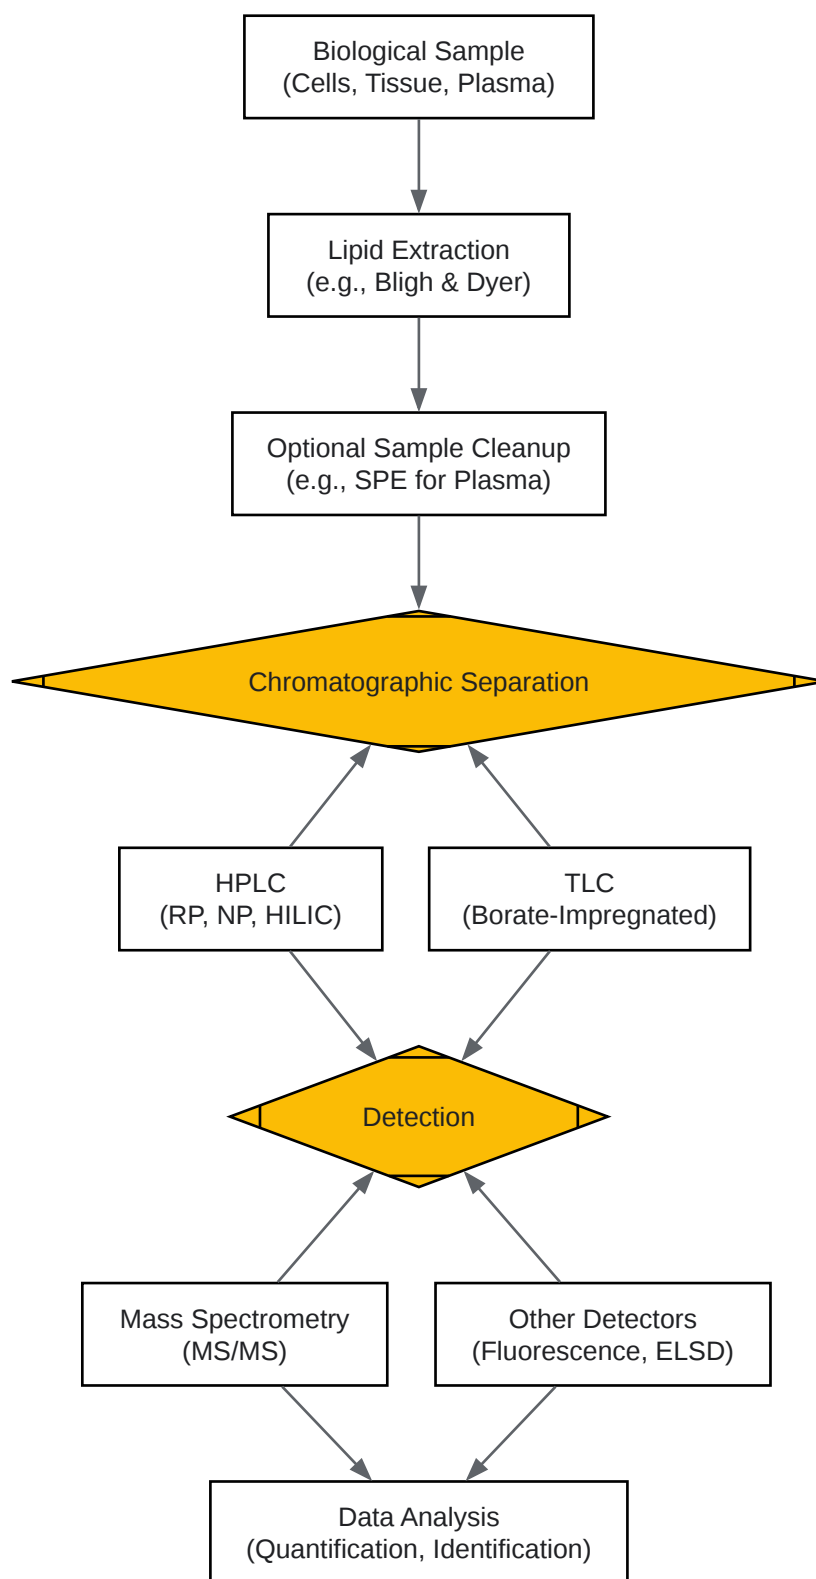 Biological Sample
(Cells, Tissue, Plasma)
Lipid Extraction
(e.g., Bligh & Dyer)
Optional Sample Cleanup
(e.g., SPE for Plasma)
Chromatographic Separation
HPLC
(RP, NP, HILIC)
TLC
(Borate-Impregnated)
Detection
Mass Spectrometry
(MS/MS)
Other Detectors
(Fluorescence, ELSD)
Data Analysis
(Quantification, Identification)